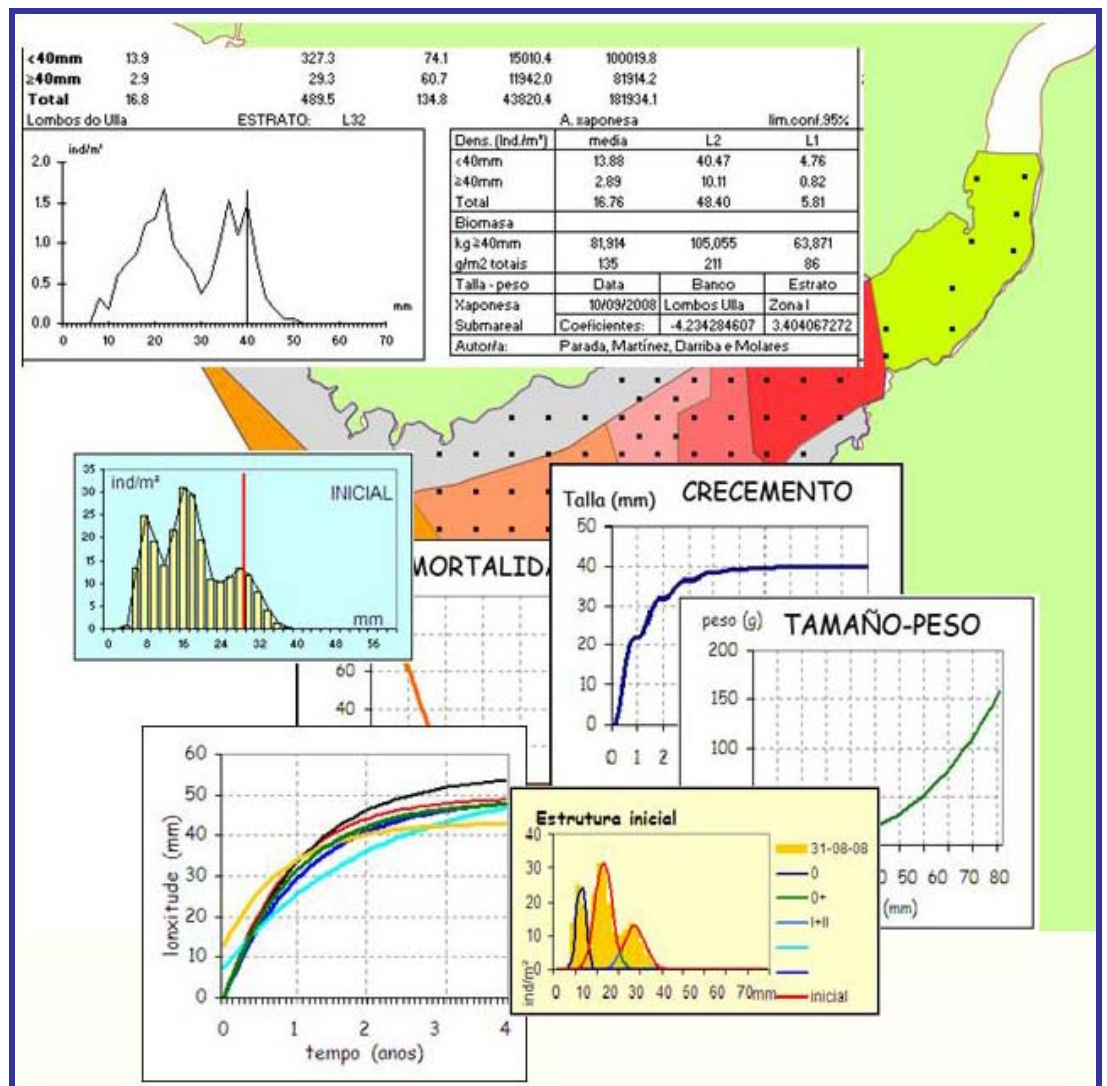 <40mm 13.9 327.3 74.1 15010.4 100019.8
≥40mm 2.9 29.3 60.7 11942.0 81914.2
Total 16.8 489.5 134.8 43820.4 181934.1
Lombos do Ulla ESTRATO: L32 A. xaponesa lim.conf.95%
ind/m²
2.0
1.5
1.0
0.5
0.0
0 10 20 30 40 50 60 70
mm
Dens. (Ind./m²) media L2 L1
<40mm 13.88 40.47 4.76
≥40mm 2.89 10.11 0.82
Total 16.76 48.40 5.81
Biomasa
kg≥40mm 81,914 105,055 63,871
g/m2 totais 135 211 86
Talla - peso Data Banco Estrato
Xaponesa 10/09/2008 Lombos Ulla Zona I
Submareal Coeficientes: -4.234284607 3.404067272
Autor/a: Parada, Martínez, Darriba e Molares
ind/m² INICIAL
35
30
25
20
15
10
5
0
0 8 16 24 32 40 48 56
mm
MORTALIDA
60
40
CRECEMENTO
Talla (mm)
50
40
30
20
10
0
0 1 2
TAMAÑO-PESO
peso (g)
200
150
100
50 60 70 80
(mm)
lonxitude (mm)
60
50
40
30
20
10
0
0 1 2 3 4
tempo (anos)
Estrutura inicial
ind/m²
40
30
20
10
0
0 10 20 30 40 50 60 70mm
31-08-08
0
0+
I+II
inicial